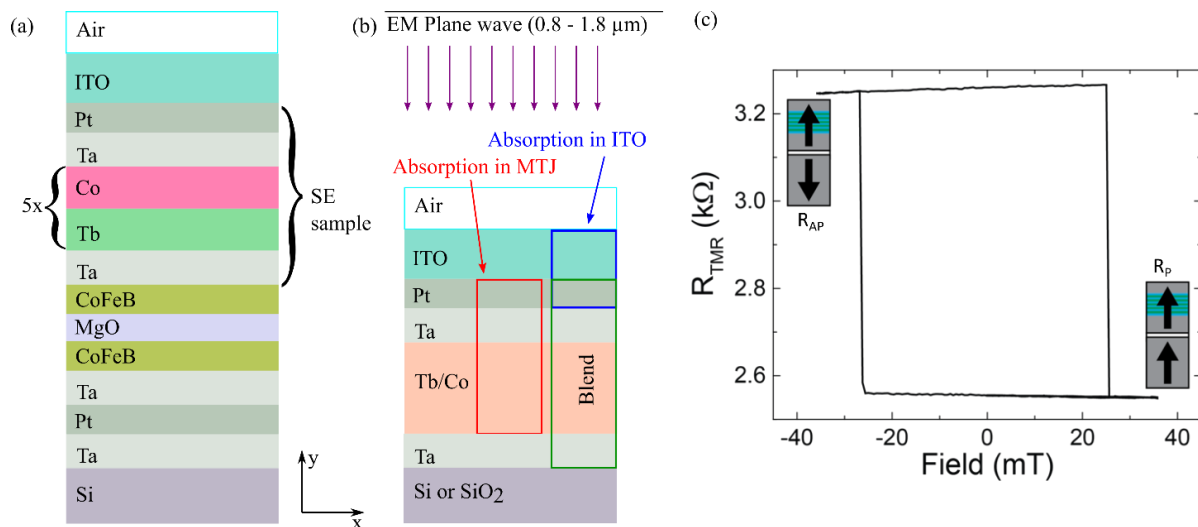 (a)
Air
ITO
Pt
Ta
Co
5x
Tb
Ta
SE
sample
CoFeB
MgO
CoFeB
Ta
Pt
Ta
Si
y
x
(b)
EM Plane wave (0.8 - 1.8 µm)
Absorption in ITO
Absorption in MTJ
Air
ITO
Pt
Ta
Tb/Co
Blend
Ta
Si or SiO2
(c)
R_TMR (kΩ)
3.2
3.0
2.8
2.6
R_AP
R_P
-40 -20 0 20 40
Field (mT)